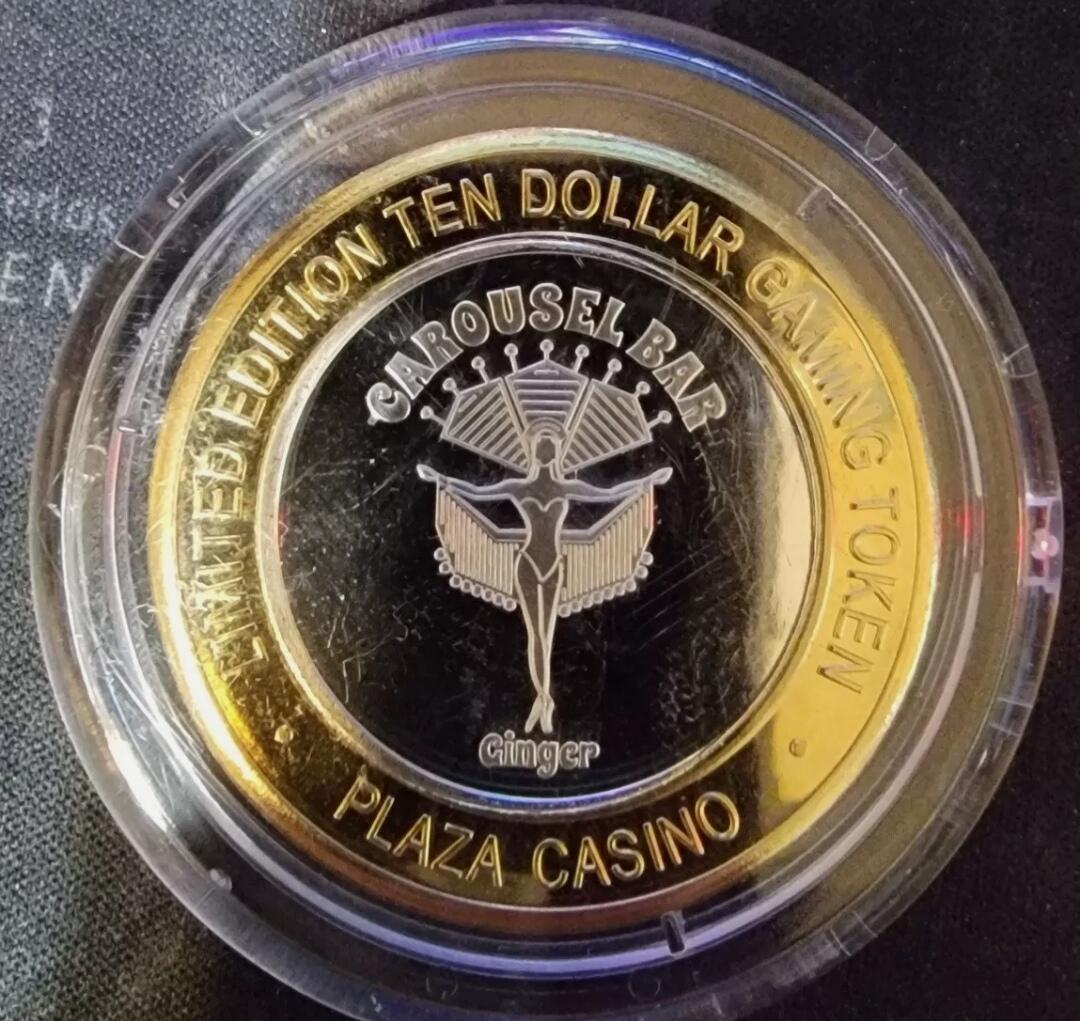 LIMITED EDITION TEN DOLLAR GAMING TOKEN
CAROUSEL BAR
Ginger
• PLAZA CASINO •